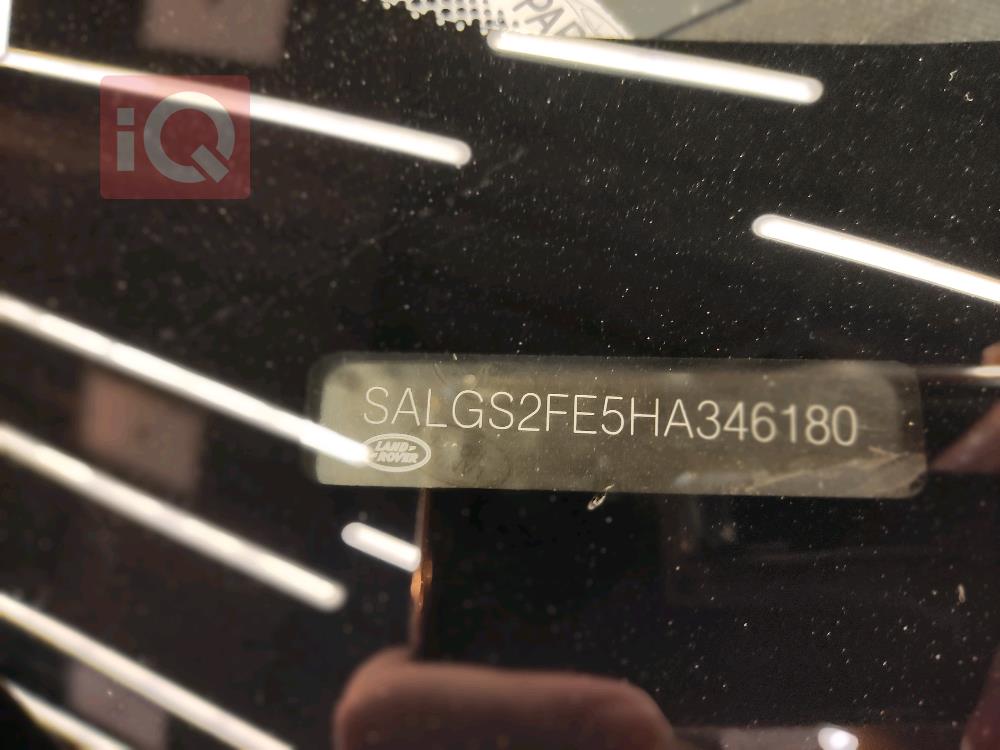 iQ
SALGS2FE5HA346180
LAND-
ROVER